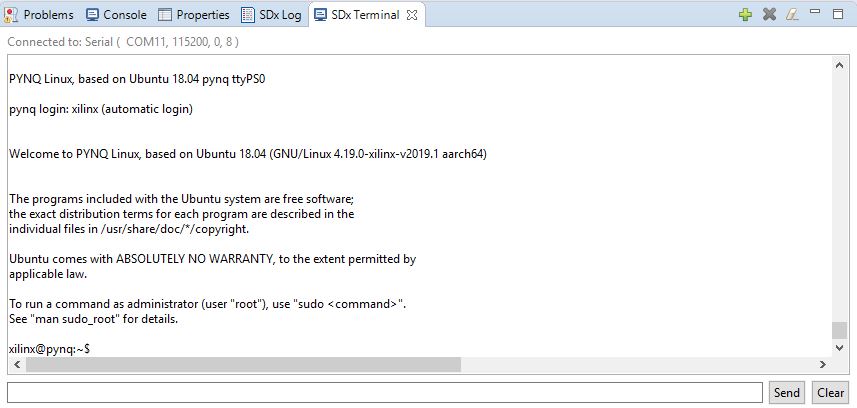 Problems Console Properties SDx Log SDx Terminal
Connected to: Serial ( COM11, 115200, 0, 8 )
PYNQ Linux, based on Ubuntu 18.04 pynq ttyPS0
pynq login: xilinx (automatic login)
Welcome to PYNQ Linux, based on Ubuntu 18.04 (GNU/Linux 4.19.0-xilinx-v2019.1 aarch64)
The programs included with the Ubuntu system are free software;
the exact distribution terms for each program are described in the
individual files in /usr/share/doc/*/copyright.
Ubuntu comes with ABSOLUTELY NO WARRANTY, to the extent permitted by
applicable law.
To run a command as administrator (user "root"), use "sudo <command>".
See "man sudo_root" for details.
xilinx@pynq:~$
Send Clear